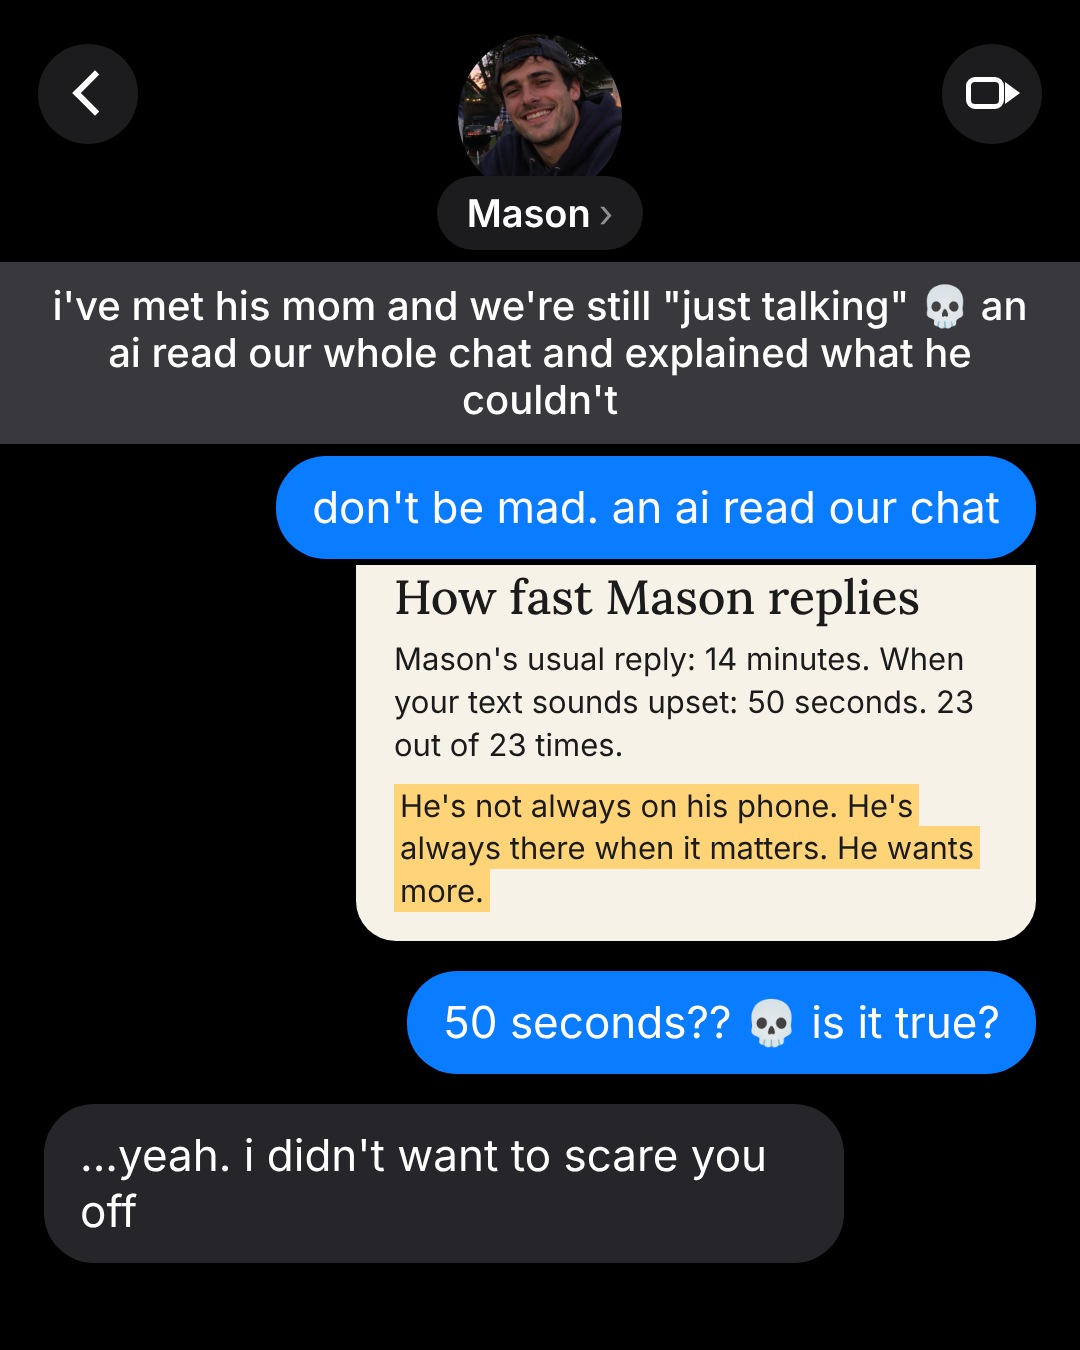 Mason ›
i've met his mom and we're still "just talking" 💀 an
ai read our whole chat and explained what he
couldn't
don't be mad. an ai read our chat
How fast Mason replies
Mason's usual reply: 14 minutes. When
your text sounds upset: 50 seconds. 23
out of 23 times.
He's not always on his phone. He's
always there when it matters. He wants
more.
50 seconds?? 💀 is it true?
...yeah. i didn't want to scare you
off